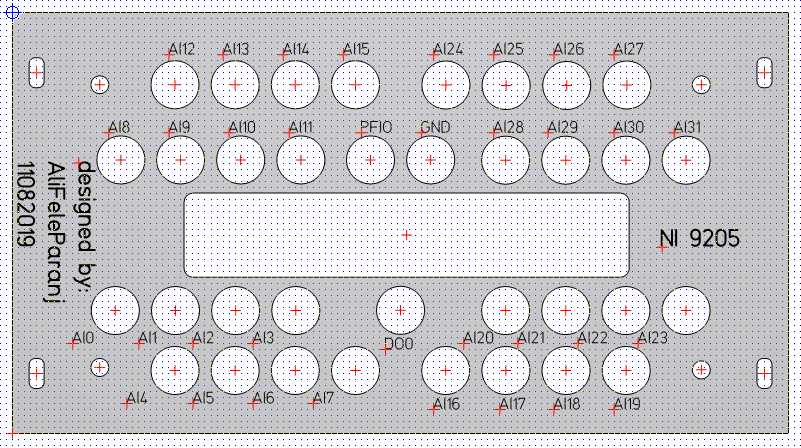 AI12 AI13 AI14 AI15 AI24 AI25 AI26 AI27
AI8 AI9 AI10 AI11 PFI0 GND AI28 AI29 AI30 AI31
designed by:
AliFeleParanj
11082019
NI 9205
AI0 AI1 AI2 AI3 DO0 AI20 AI21 AI22 AI23
AI4 AI5 AI6 AI7 AI16 AI17 AI18 AI19